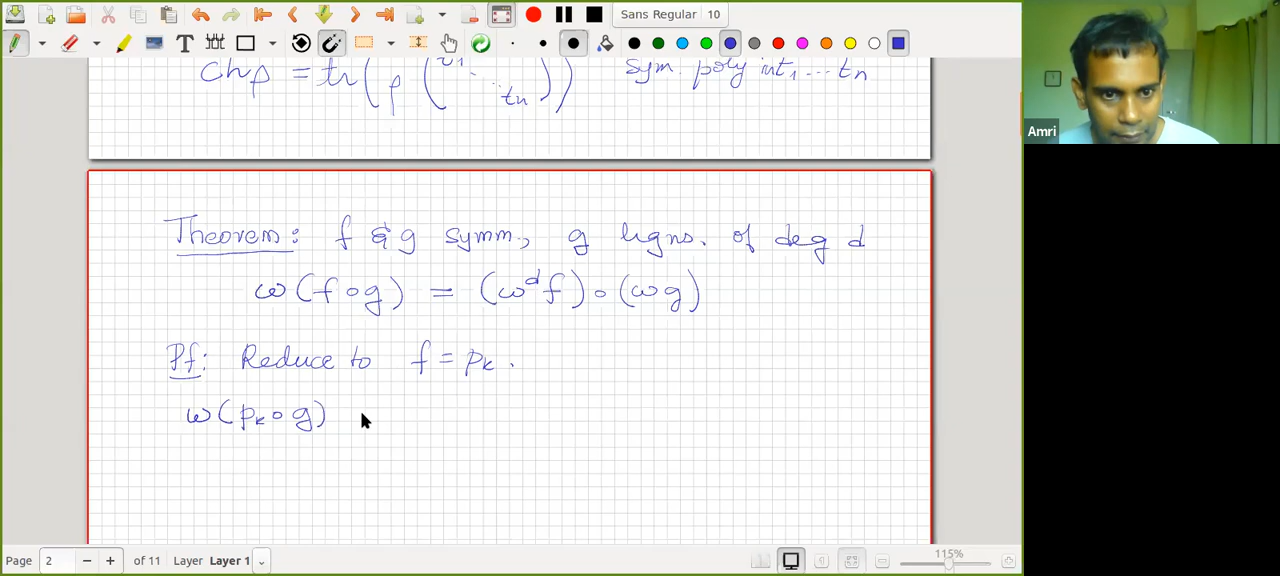 Sans Regular 10
Chρ = tr(ρ( t₁ ⋱ tₙ )) sym. poly in t₁ ... tₙ
Amri
Theorem: f & g symm, g hgns. of deg d
ω(f∘g) = (ω^d f)∘(ωg)
Pf: Reduce to f = pₖ.
ω(pₖ∘g)
Page 2 of 11 Layer Layer 1 115%